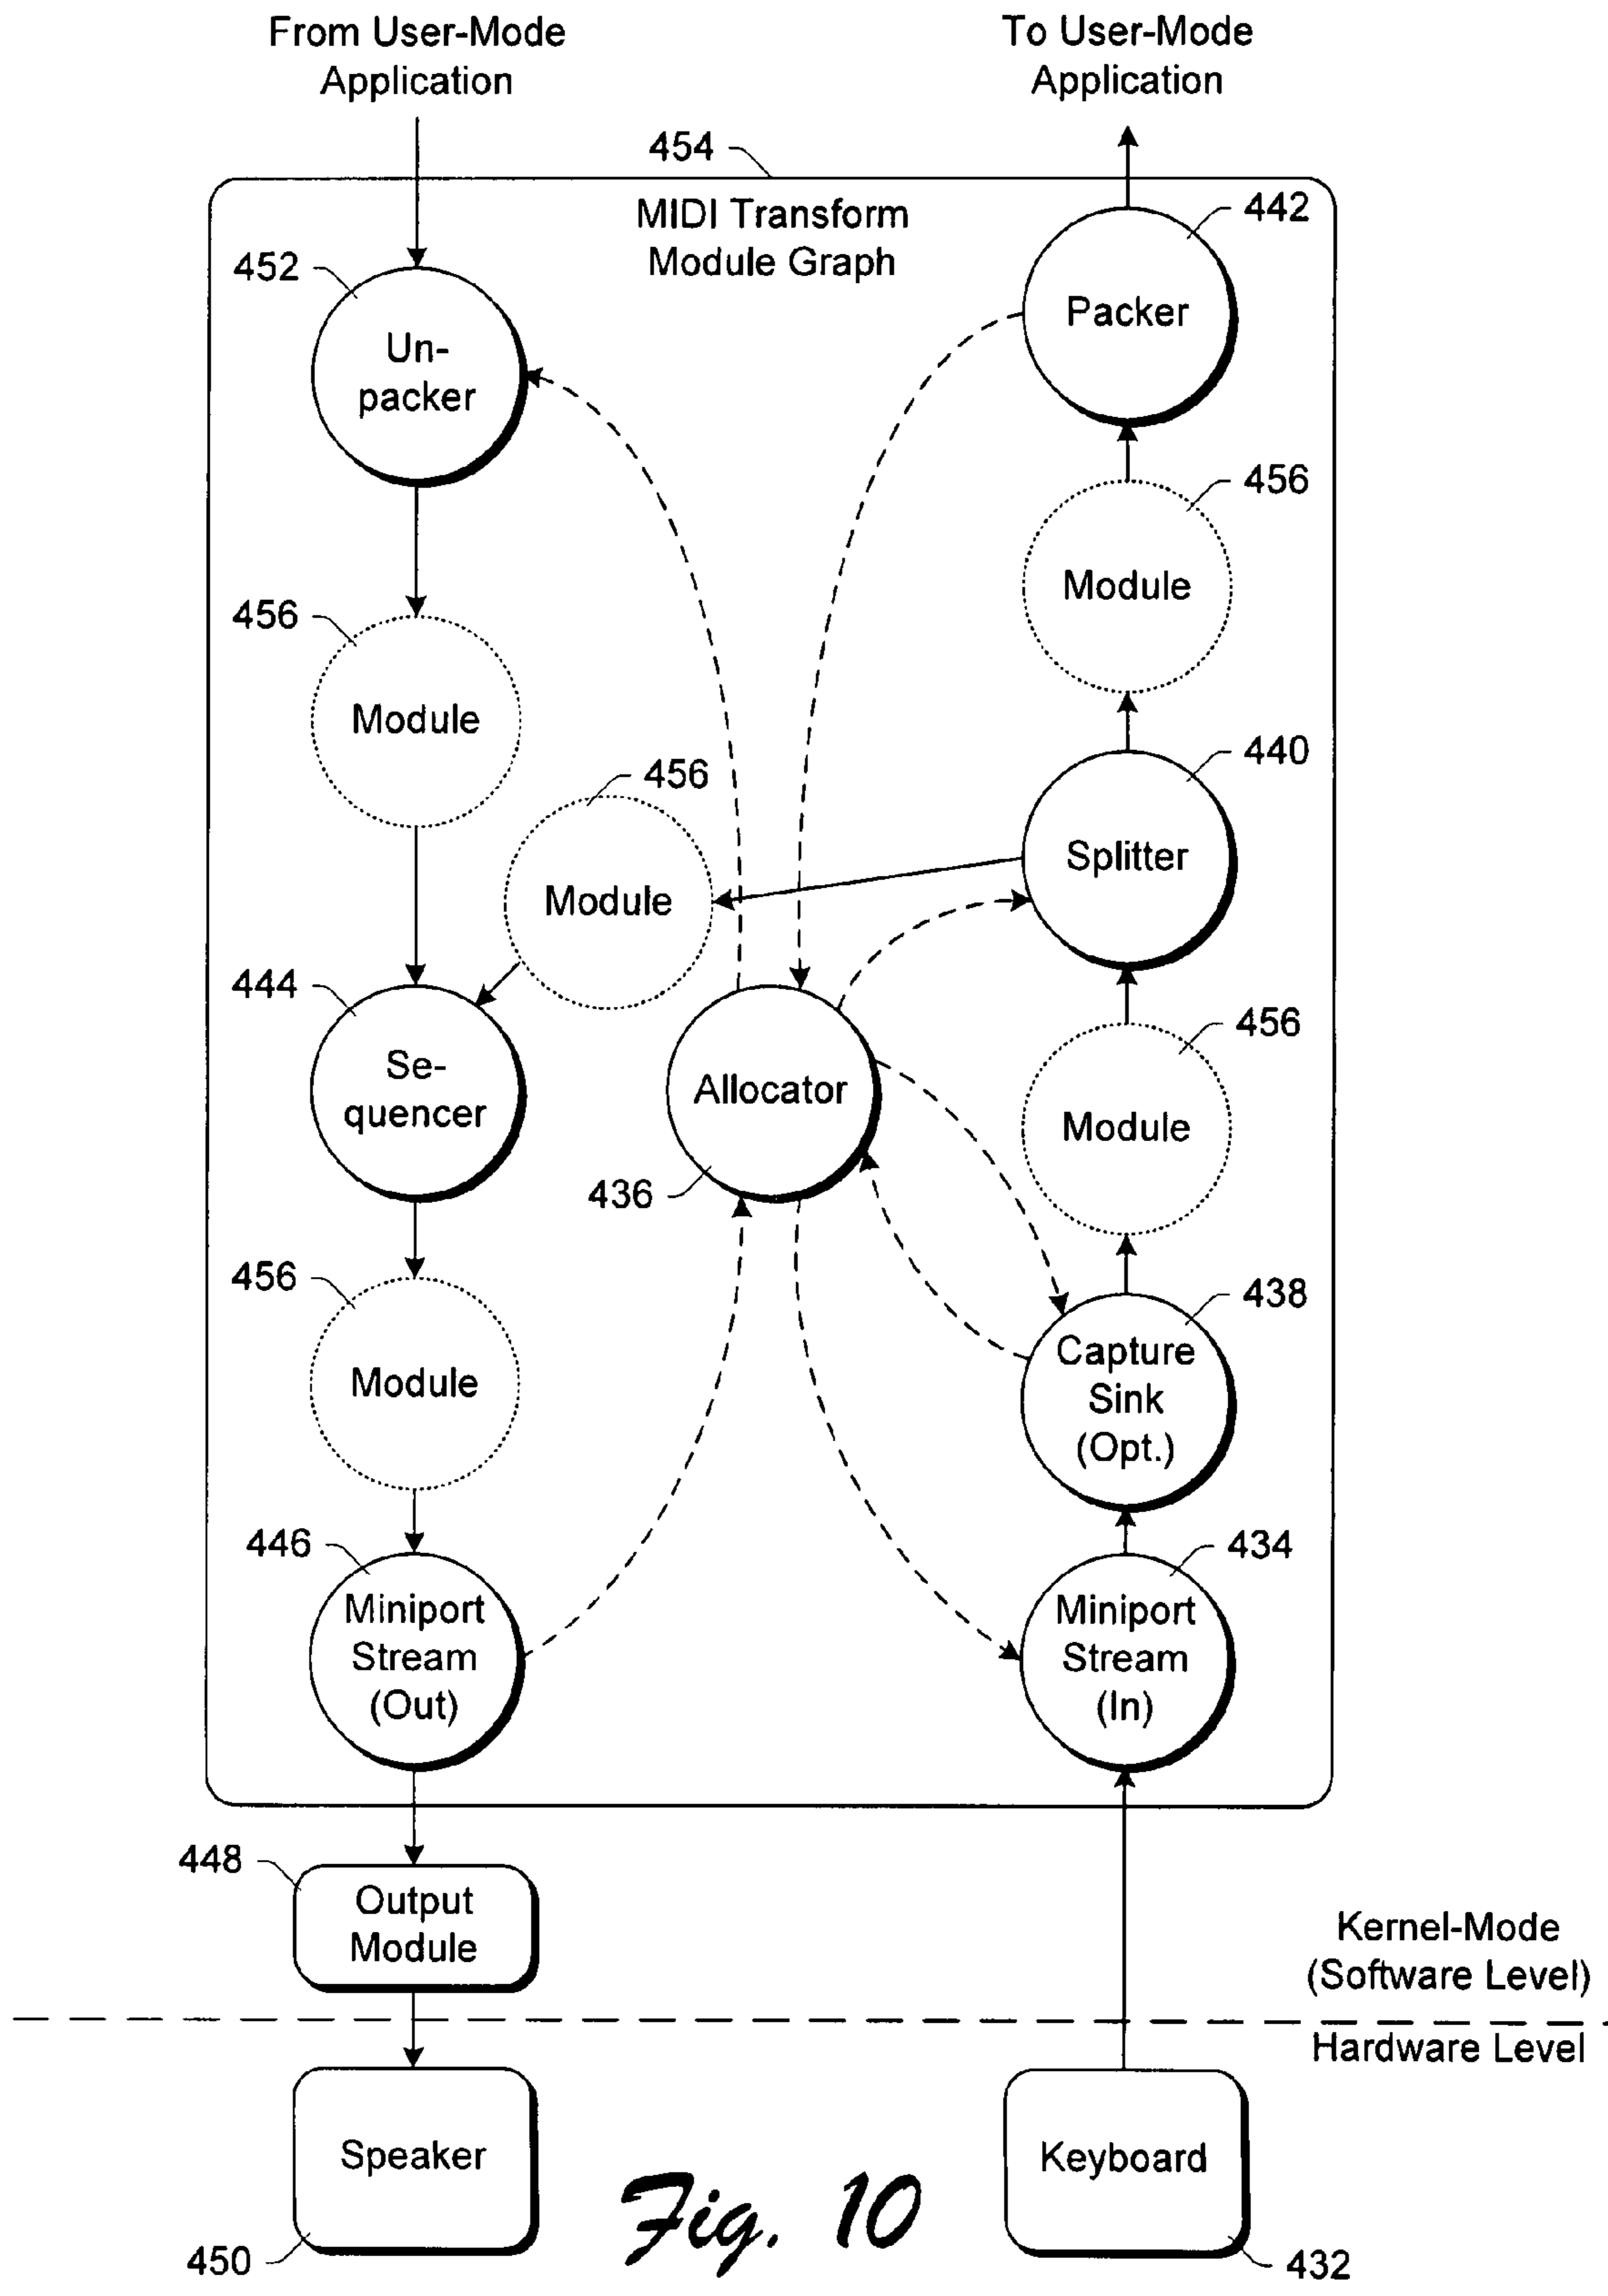 From User-Mode
Application
To User-Mode
Application
454
MIDI Transform
Module Graph
442
Packer
452
Un-
packer
456
Module
456
Module
440
Splitter
456
Module
444
Se-
quencer
Allocator
436
456
Module
456
Module
438
Capture
Sink
(Opt.)
446
Miniport
Stream
(Out)
434
Miniport
Stream
(In)
448
Output
Module
Kernel-Mode
(Software Level)
Hardware Level
Speaker
450
Keyboard
432
Fig. 10